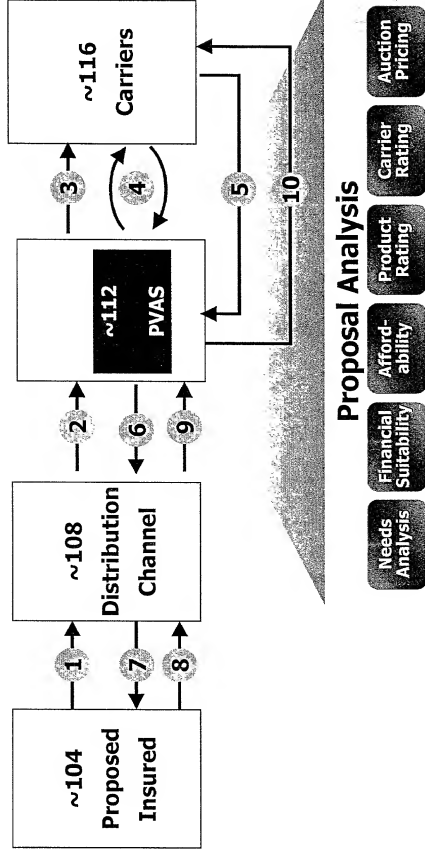 ~104
Proposed
Insured
1
7
8
~108
Distribution
Channel
2
6
9
~112
PVAS
3
4
5
10
~116
Carriers
Proposal Analysis
Needs
Analysis
Financial
Suitability
Afford-
ability
Product
Rating
Carrier
Rating
Auction
Pricing